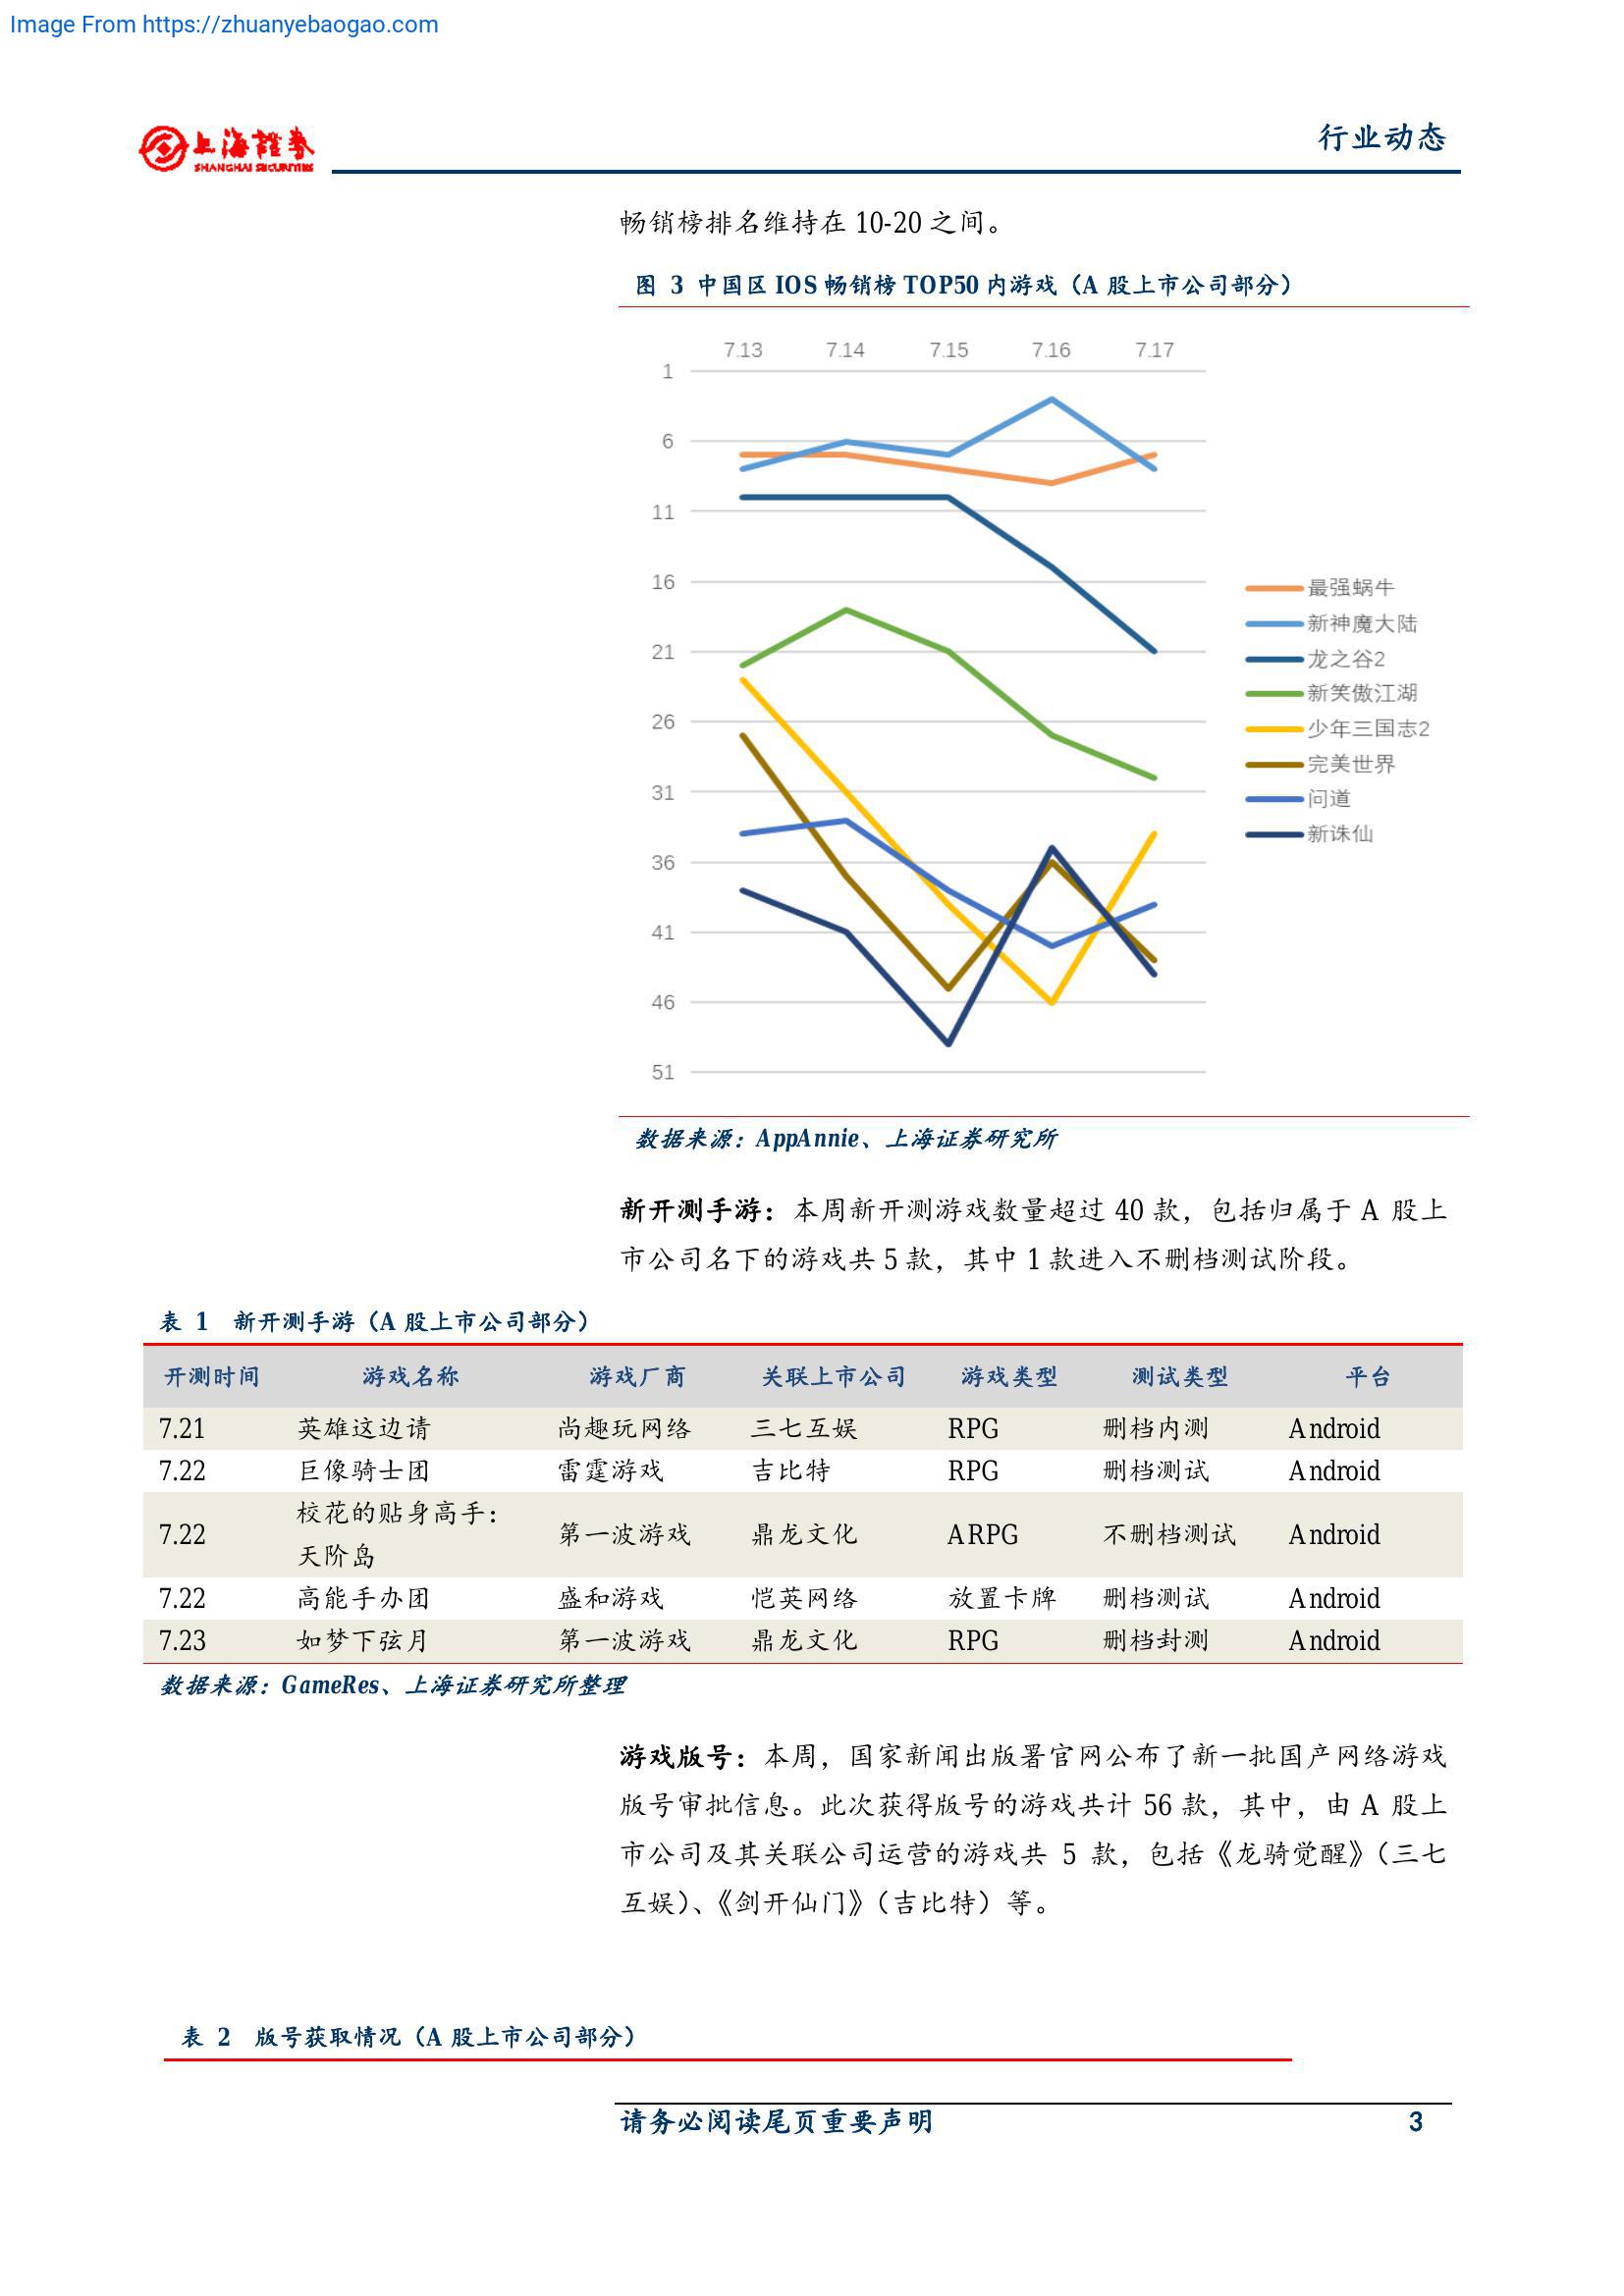 Image From https://zhuanyebaogao.com
上海證券
SHANGHAI SECURITIES
行业动态
畅销榜排名维持在 10-20 之间。
图 3 中国区 IOS 畅销榜 TOP50 内游戏（A 股上市公司部分）
7.13 7.14 7.15 7.16 7.17
1
6
11
16
21
26
31
36
41
46
51
最强蜗牛
新神魔大陆
龙之谷2
新笑傲江湖
少年三国志2
完美世界
问道
新诛仙
数据来源：AppAnnie、上海证券研究所
新开测手游：本周新开测游戏数量超过 40 款，包括归属于 A 股上
市公司名下的游戏共 5 款，其中 1 款进入不删档测试阶段。
表 1 新开测手游（A 股上市公司部分）
开测时间 游戏名称 游戏厂商 关联上市公司 游戏类型 测试类型 平台
7.21 英雄这边请 尚趣玩网络 三七互娱 RPG 删档内测 Android
7.22 巨像骑士团 雷霆游戏 吉比特 RPG 删档测试 Android
校花的贴身高手：
7.22 第一波游戏 鼎龙文化 ARPG 不删档测试 Android
天阶岛
7.22 高能手办团 盛和游戏 恺英网络 放置卡牌 删档测试 Android
7.23 如梦下弦月 第一波游戏 鼎龙文化 RPG 删档封测 Android
数据来源：GameRes、上海证券研究所整理
游戏版号：本周，国家新闻出版署官网公布了新一批国产网络游戏
版号审批信息。此次获得版号的游戏共计 56 款，其中，由 A 股上
市公司及其关联公司运营的游戏共 5 款，包括《龙骑觉醒》（三七
互娱）、《剑开仙门》（吉比特）等。
表 2 版号获取情况（A 股上市公司部分）
请务必阅读尾页重要声明 3